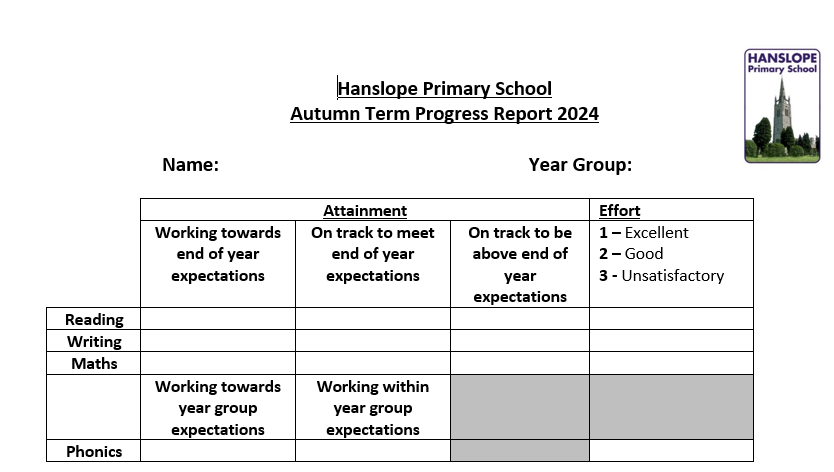 HANSLOPE
Primary School
Hanslope Primary School
Autumn Term Progress Report 2024
Name: Year Group:
Attainment Effort
Working towards end of year expectations On track to meet end of year expectations On track to be above end of year expectations 1 – Excellent
2 – Good
3 - Unsatisfactory
Reading
Writing
Maths
Working towards year group expectations Working within year group expectations
Phonics